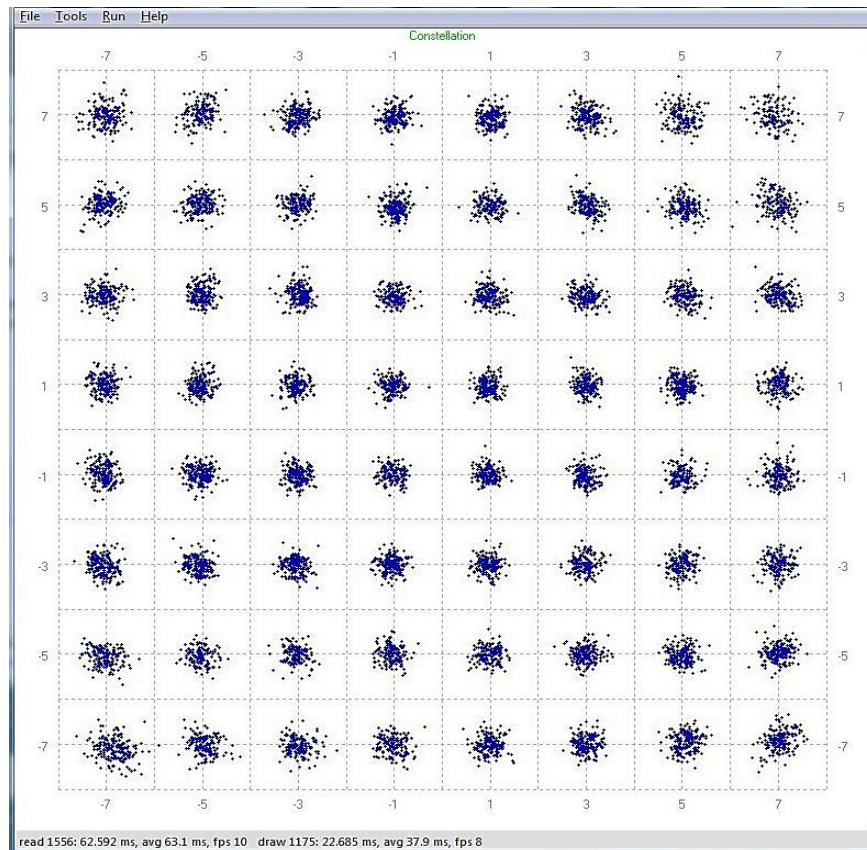 File Tools Run Help
Constellation
-7 -5 -3 -1 1 3 5 7
7 7
5 5
3 3
1 1
-1 -1
-3 -3
-5 -5
-7 -7
-7 -5 -3 -1 1 3 5 7
read 1556: 62.592 ms, avg 63.1 ms, fps 10 draw 1175: 22.685 ms, avg 37.9 ms, fps 8